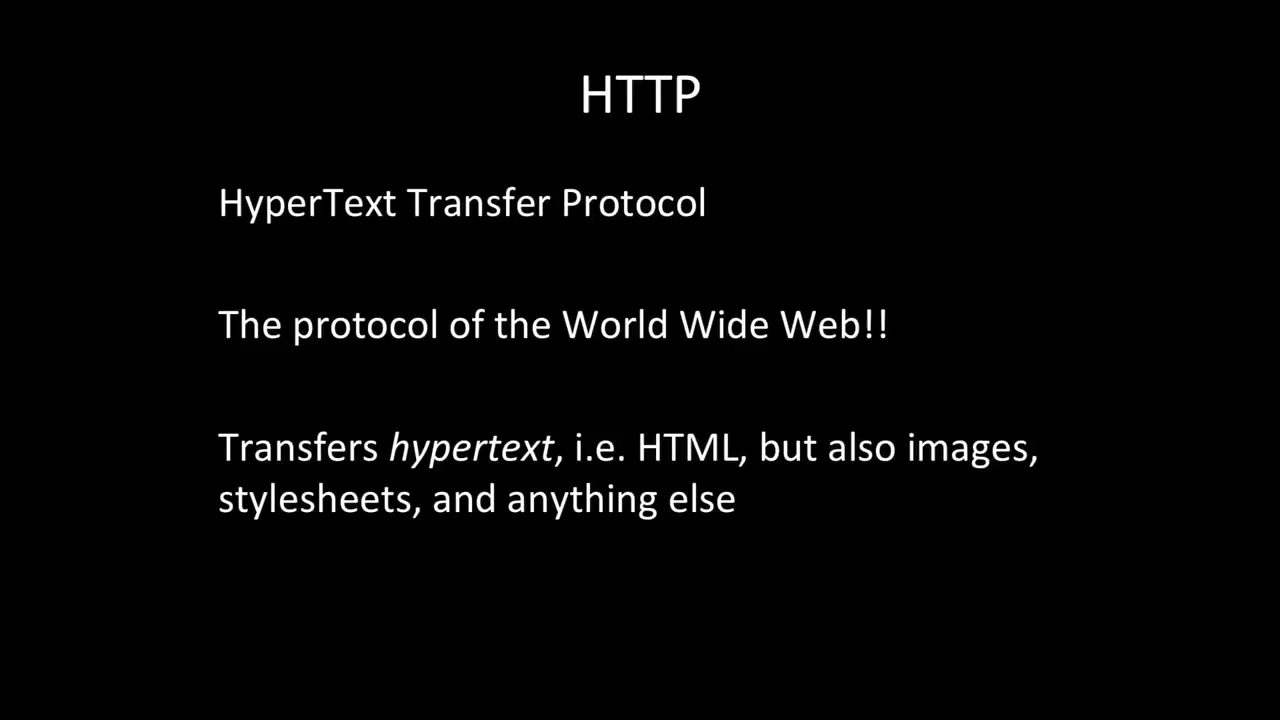 HTTP
HyperText Transfer Protocol
The protocol of the World Wide Web!!
Transfers hypertext, i.e. HTML, but also images,
stylesheets, and anything else